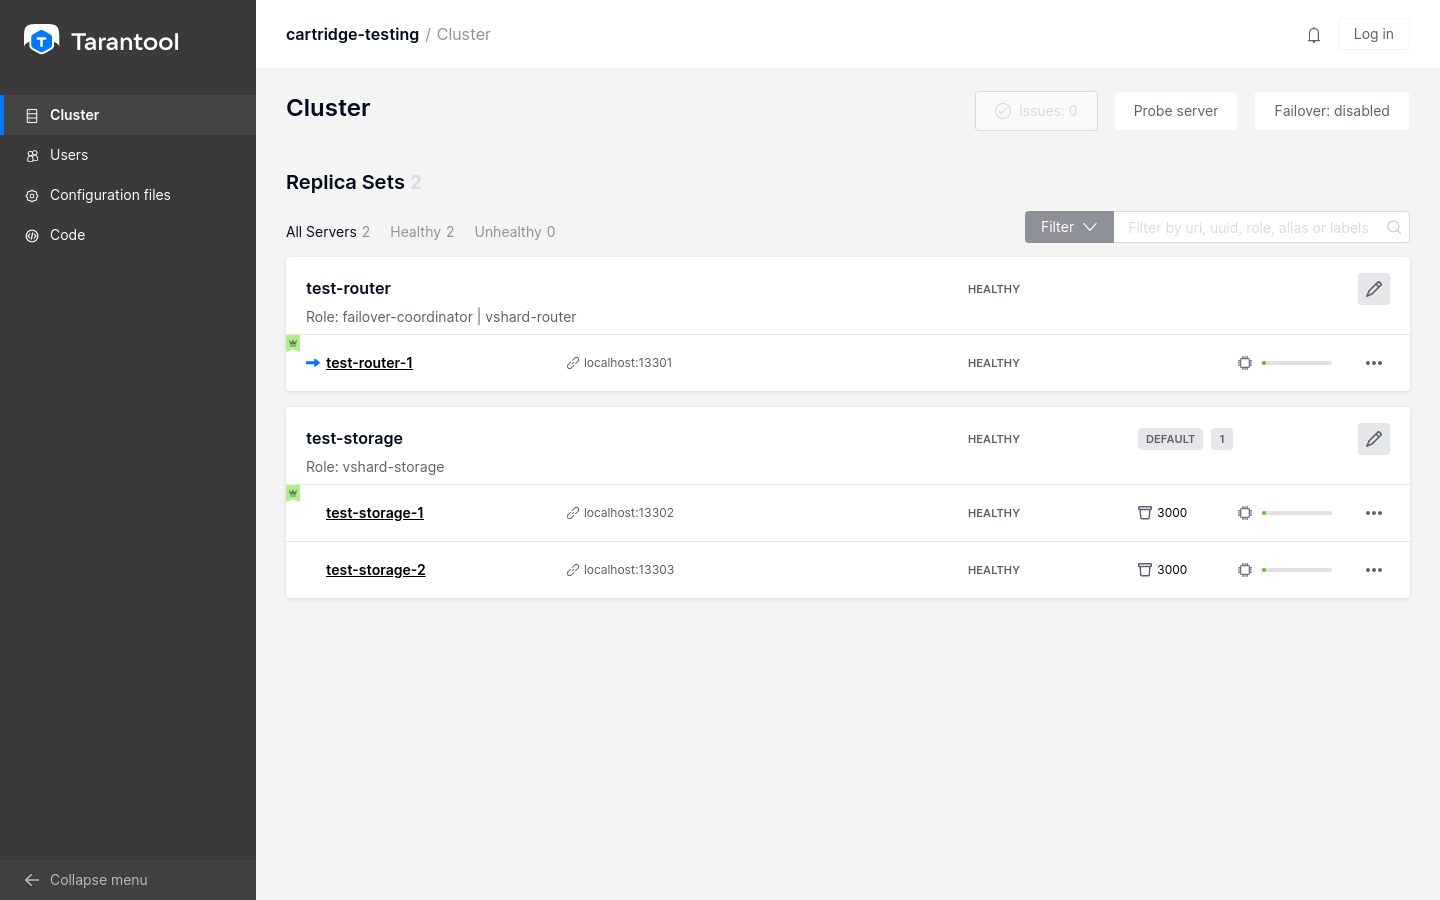 Tarantool
Cluster
Users
Configuration files
Code
Collapse menu
cartridge-testing / Cluster
Log in
Cluster
Issues: 0
Probe server
Failover: disabled
Replica Sets 2
All Servers 2 Healthy 2 Unhealthy 0
Filter
Filter by uri, uuid, role, alias or labels
test-router HEALTHY
Role: failover-coordinator | vshard-router
test-router-1 localhost:13301 HEALTHY
test-storage HEALTHY DEFAULT 1
Role: vshard-storage
test-storage-1 localhost:13302 HEALTHY 3000
test-storage-2 localhost:13303 HEALTHY 3000